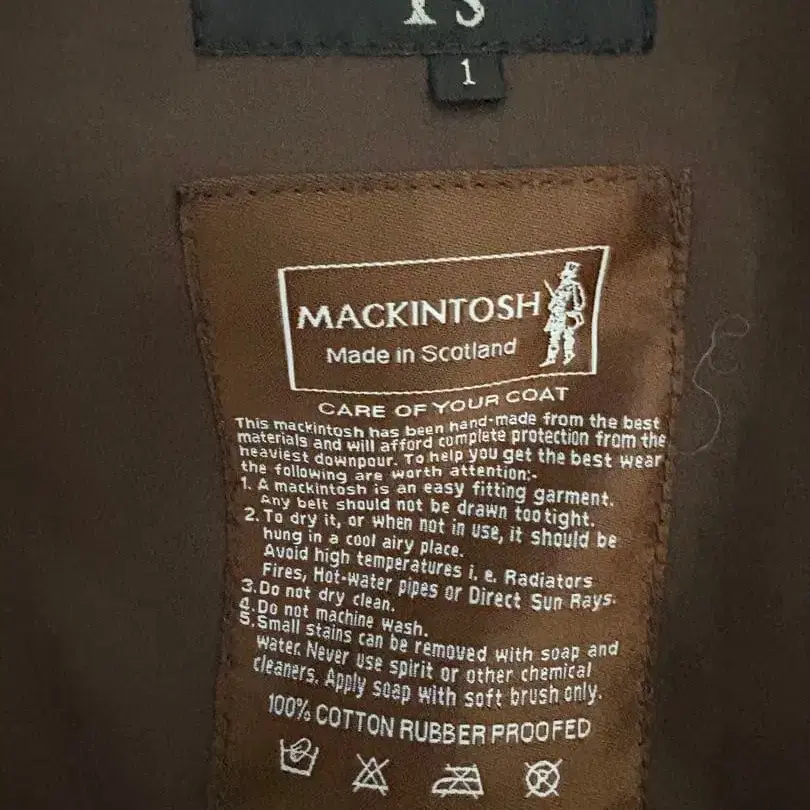 Y's
1
MACKINTOSH
Made in Scotland
CARE OF YOUR COAT
This mackintosh has been hand-made from the best
materials and will afford complete protection from the
heaviest downpour. To help you get the best wear
the following are worth attention:-
1. A mackintosh is an easy fitting garment.
Any belt should not be drawn too tight.
2. To dry it, or when not in use, it should be
hung in a cool airy place.
Avoid high temperatures i. e. Radiators
Fires, Hot-water pipes or Direct Sun Rays.
3. Do not dry clean.
4. Do not machine wash.
5. Small stains can be removed with soap and
water. Never use spirit or other chemical
cleaners. Apply soap with soft brush only.
100% COTTON RUBBER PROOFED